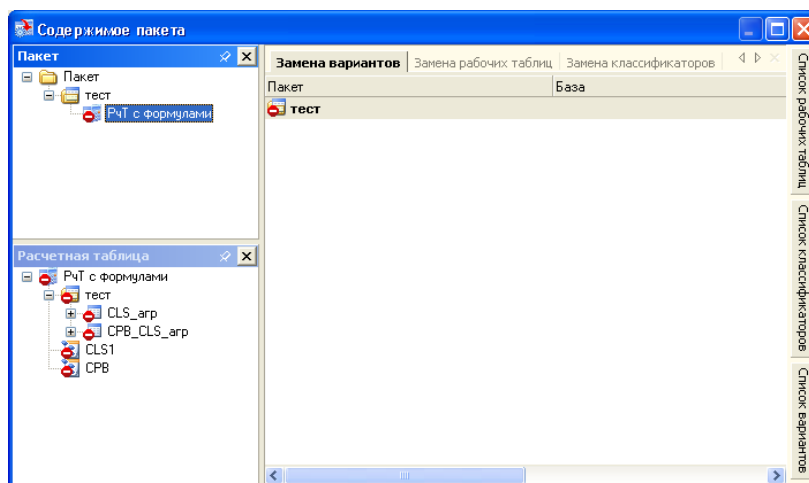 Содержимое пакета
Пакет
Пакет
тест
РчТ с формулами
Расчетная таблица
РчТ с формулами
тест
CLS_агр
CPB_CLS_агр
CLS1
CPB
Замена вариантов Замена рабочих таблиц Замена классификаторов
Пакет База
тест
Список рабочих таблиц
Список классификаторов
Список вариантов